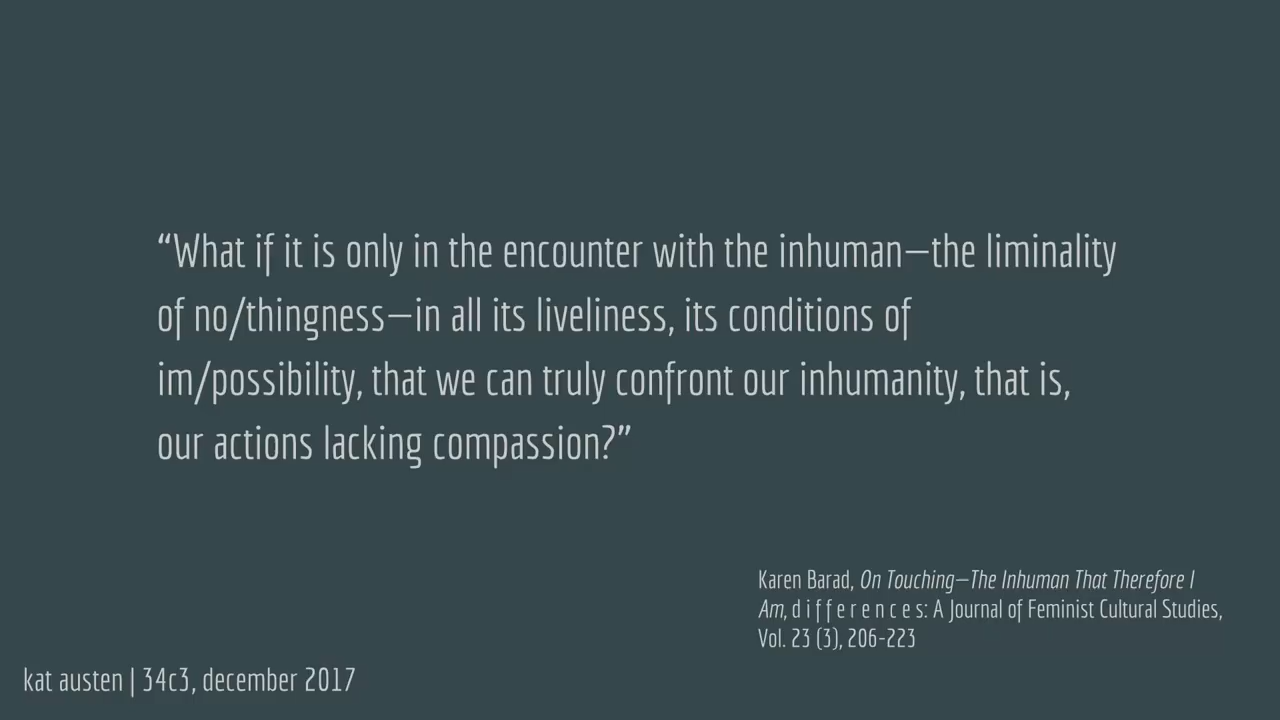 “What if it is only in the encounter with the inhuman—the liminality
of no/thingness—in all its liveliness, its conditions of
im/possibility, that we can truly confront our inhumanity, that is,
our actions lacking compassion?”
Karen Barad, On Touching—The Inhuman That Therefore I
Am, d i f f e r e n c e s: A Journal of Feminist Cultural Studies,
Vol. 23 (3), 206-223
kat austen | 34c3, december 2017